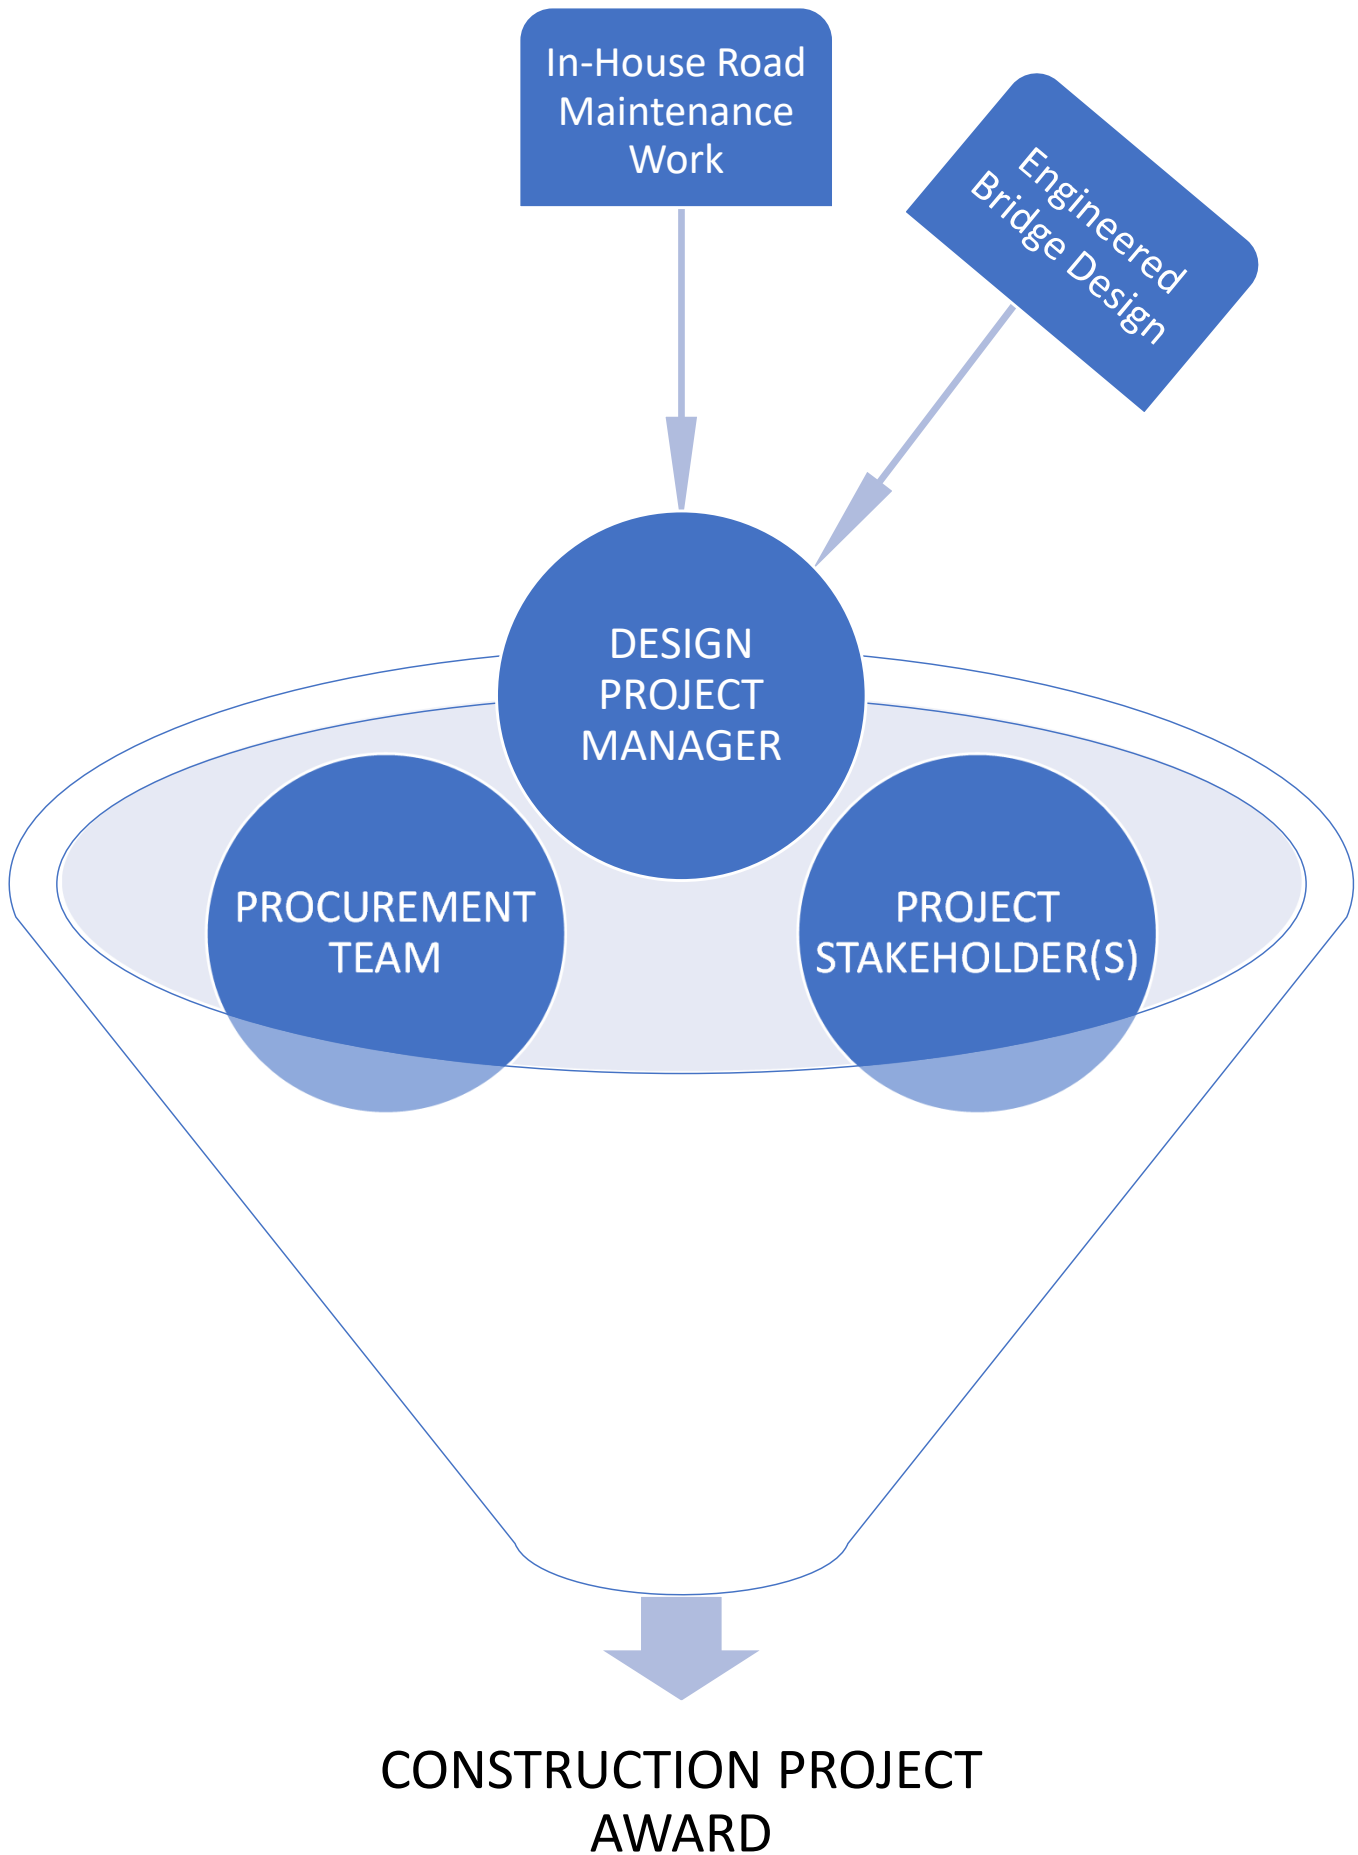 In-House Road
Maintenance
Work
Engineered
Bridge Design
DESIGN
PROJECT
MANAGER
PROCUREMENT
TEAM
PROJECT
STAKEHOLDER(S)
CONSTRUCTION PROJECT
AWARD